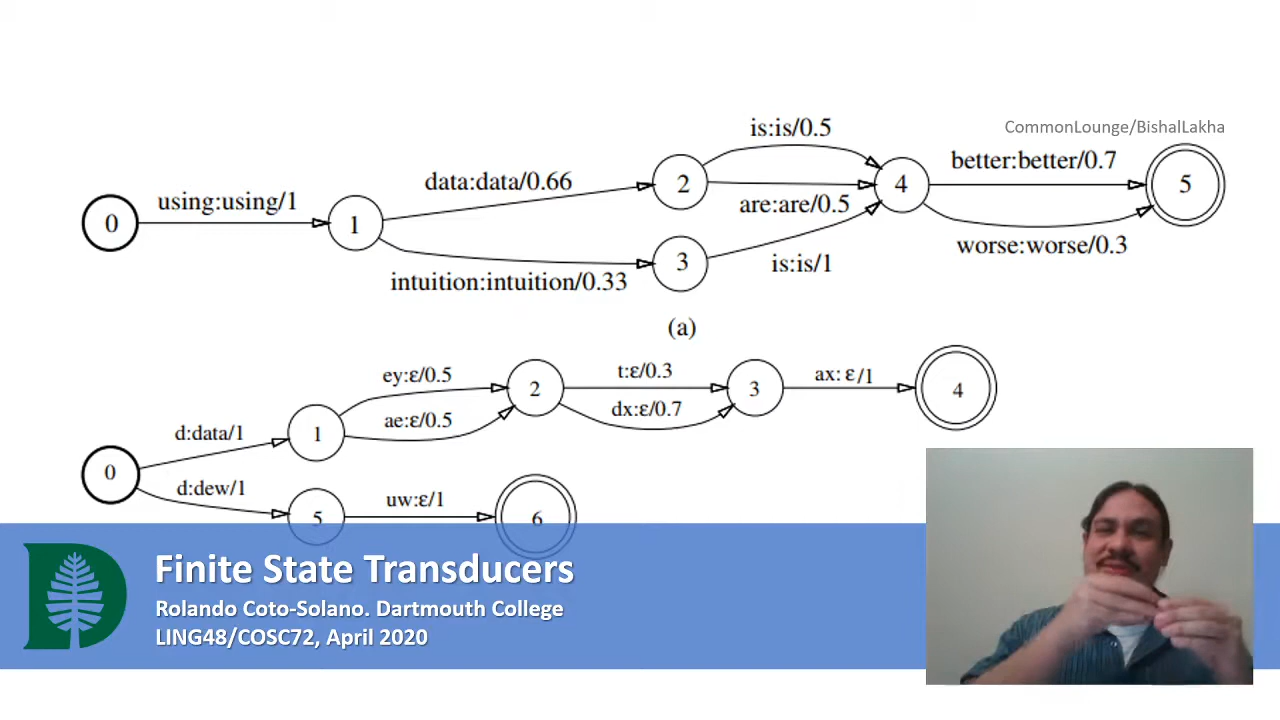 CommonLounge/BishalLakha
is:is/0.5
better:better/0.7
data:data/0.66
2
4
5
using:using/1
are:are/0.5
0
1
worse:worse/0.3
3
is:is/1
intuition:intuition/0.33
(a)
ey:ε/0.5
t:ε/0.3
ax: ε/1
2
3
4
dx:ε/0.7
ae:ε/0.5
d:data/1
1
0
d:dew/1
uw:ε/1
5
6
Finite State Transducers
Rolando Coto-Solano. Dartmouth College
LING48/COSC72, April 2020